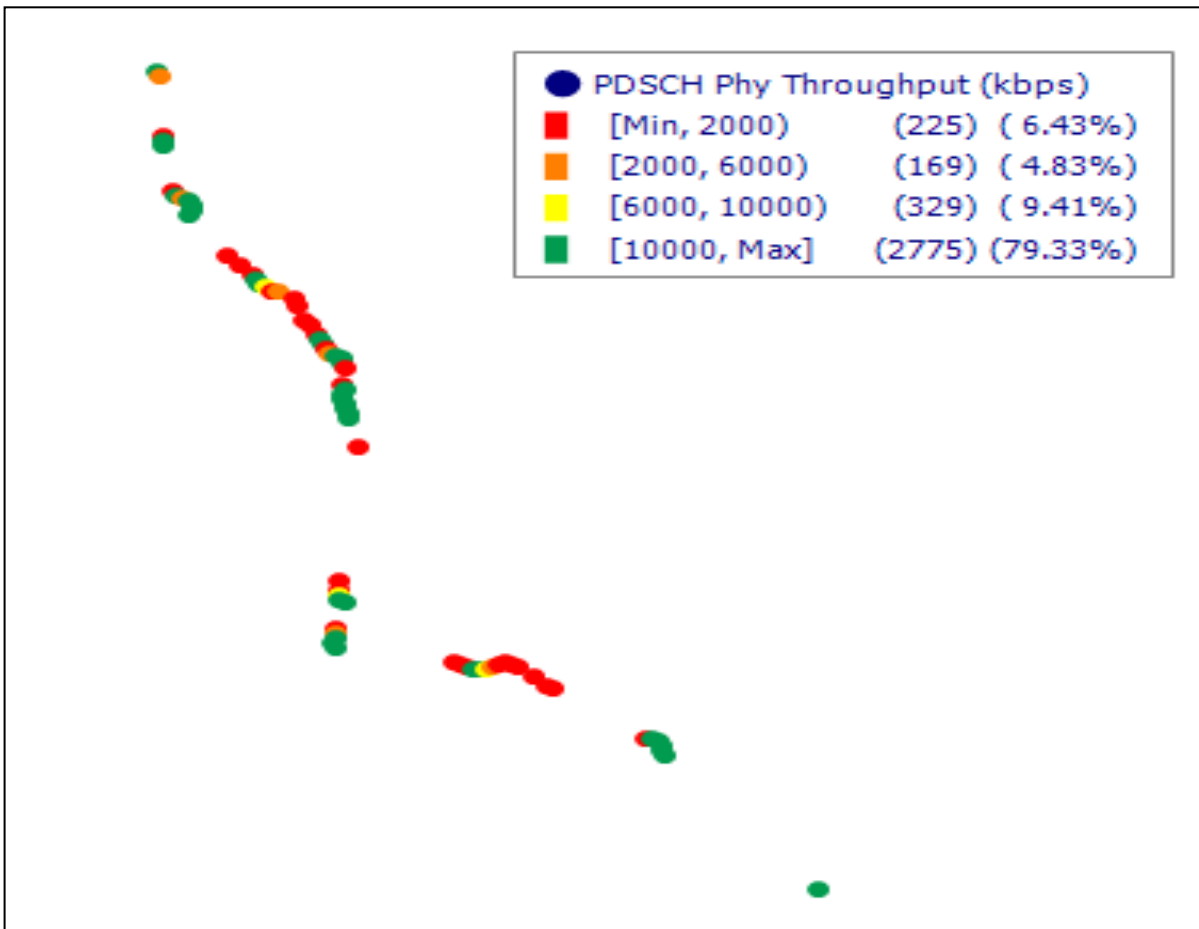 PDSCH Phy Throughput (kbps)
[Min, 2000) (225) ( 6.43%)
[2000, 6000) (169) ( 4.83%)
[6000, 10000) (329) ( 9.41%)
[10000, Max] (2775) (79.33%)